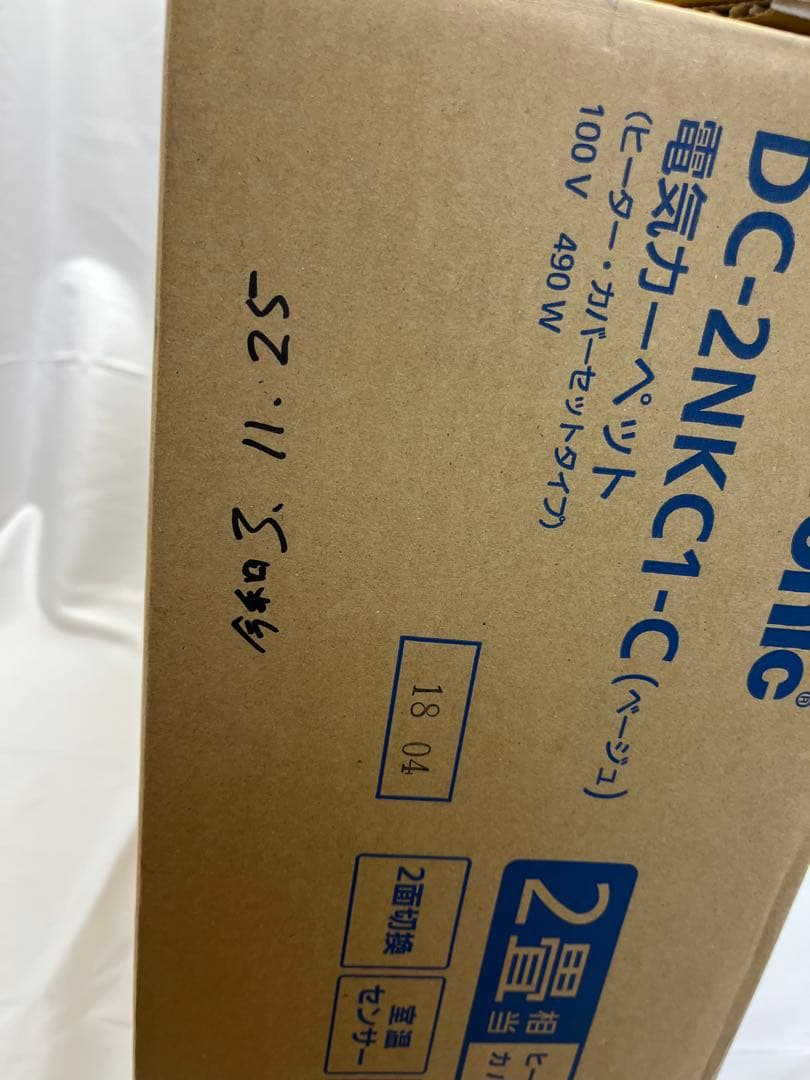 onic®
DC-2NKC1-C(ベージュ)
電気カーペット
(ヒーター・カバーセットタイプ)
100V 490W
18 04
2畳
相当
2面切換
室温
センサー
令和3. 11. 25